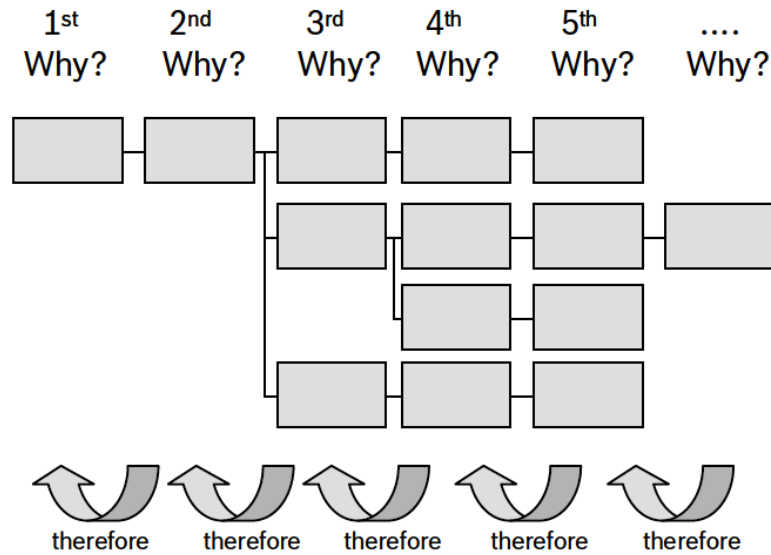 1st 2nd 3rd 4th 5th ....
Why? Why? Why? Why? Why? Why?
therefore therefore therefore therefore therefore